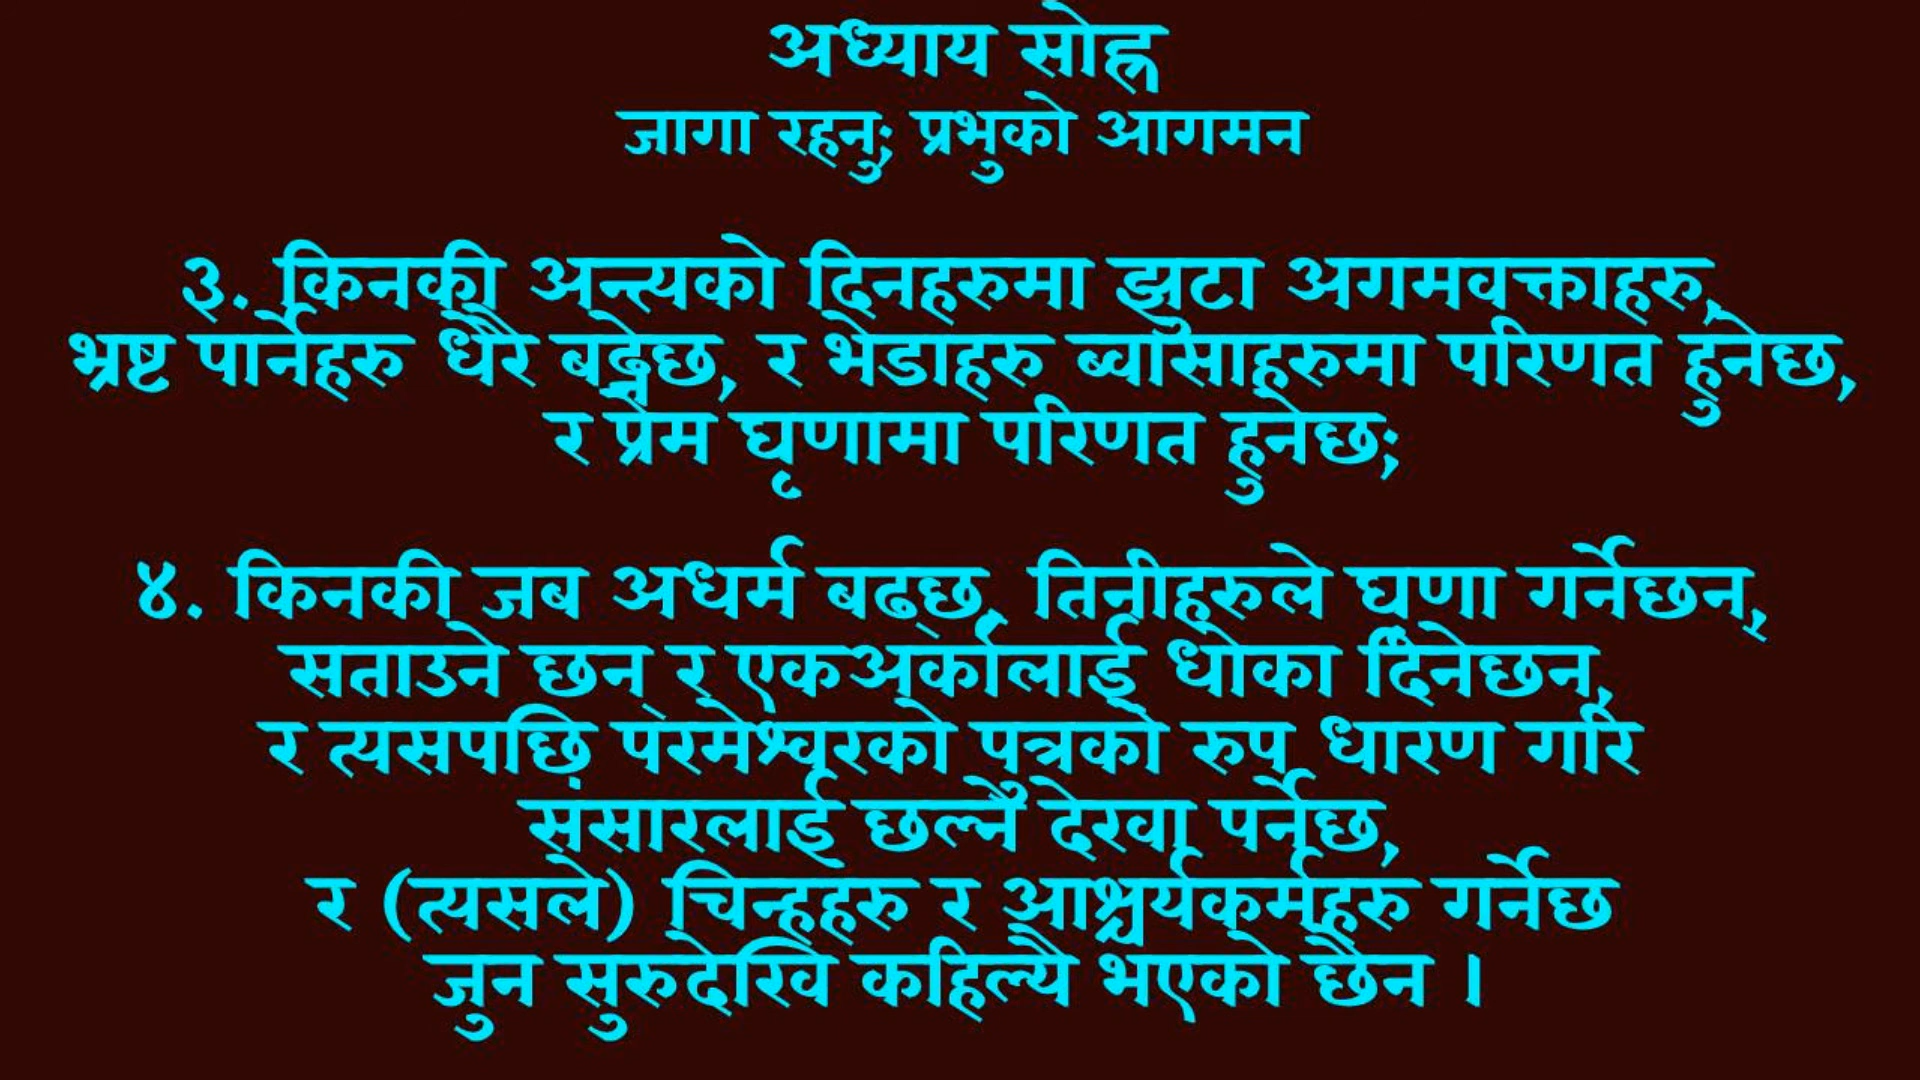 अध्याय सोह्र
जागा रहनु; प्रभुको आगमन
३. किनकी अन्त्यको दिनहरुमा झुटा अगमवक्ताहरु,
भ्रष्ट पार्नेहरु धेरै बढ्नेछ, र भेडाहरु ब्वाँसाहरुमा परिणत हुनेछ,
र प्रेम घृणामा परिणत हुनेछ;
४. किनकी जब अधर्म बढ्छ, तिनीहरुले घृणा गर्नेछन्,
सताउने छन् र एकअर्कालाई धोका दिनेछन्,
र त्यसपछि परमेश्वरको पुत्रको रुप धारण गरि
संसारलाई छल्नेँ देखा पर्नेछ,
र (त्यसले) चिन्हहरु र आश्चर्यकर्महरु गर्नेछ
जुन सुरुदेखि कहिल्यै भएको छैन ।